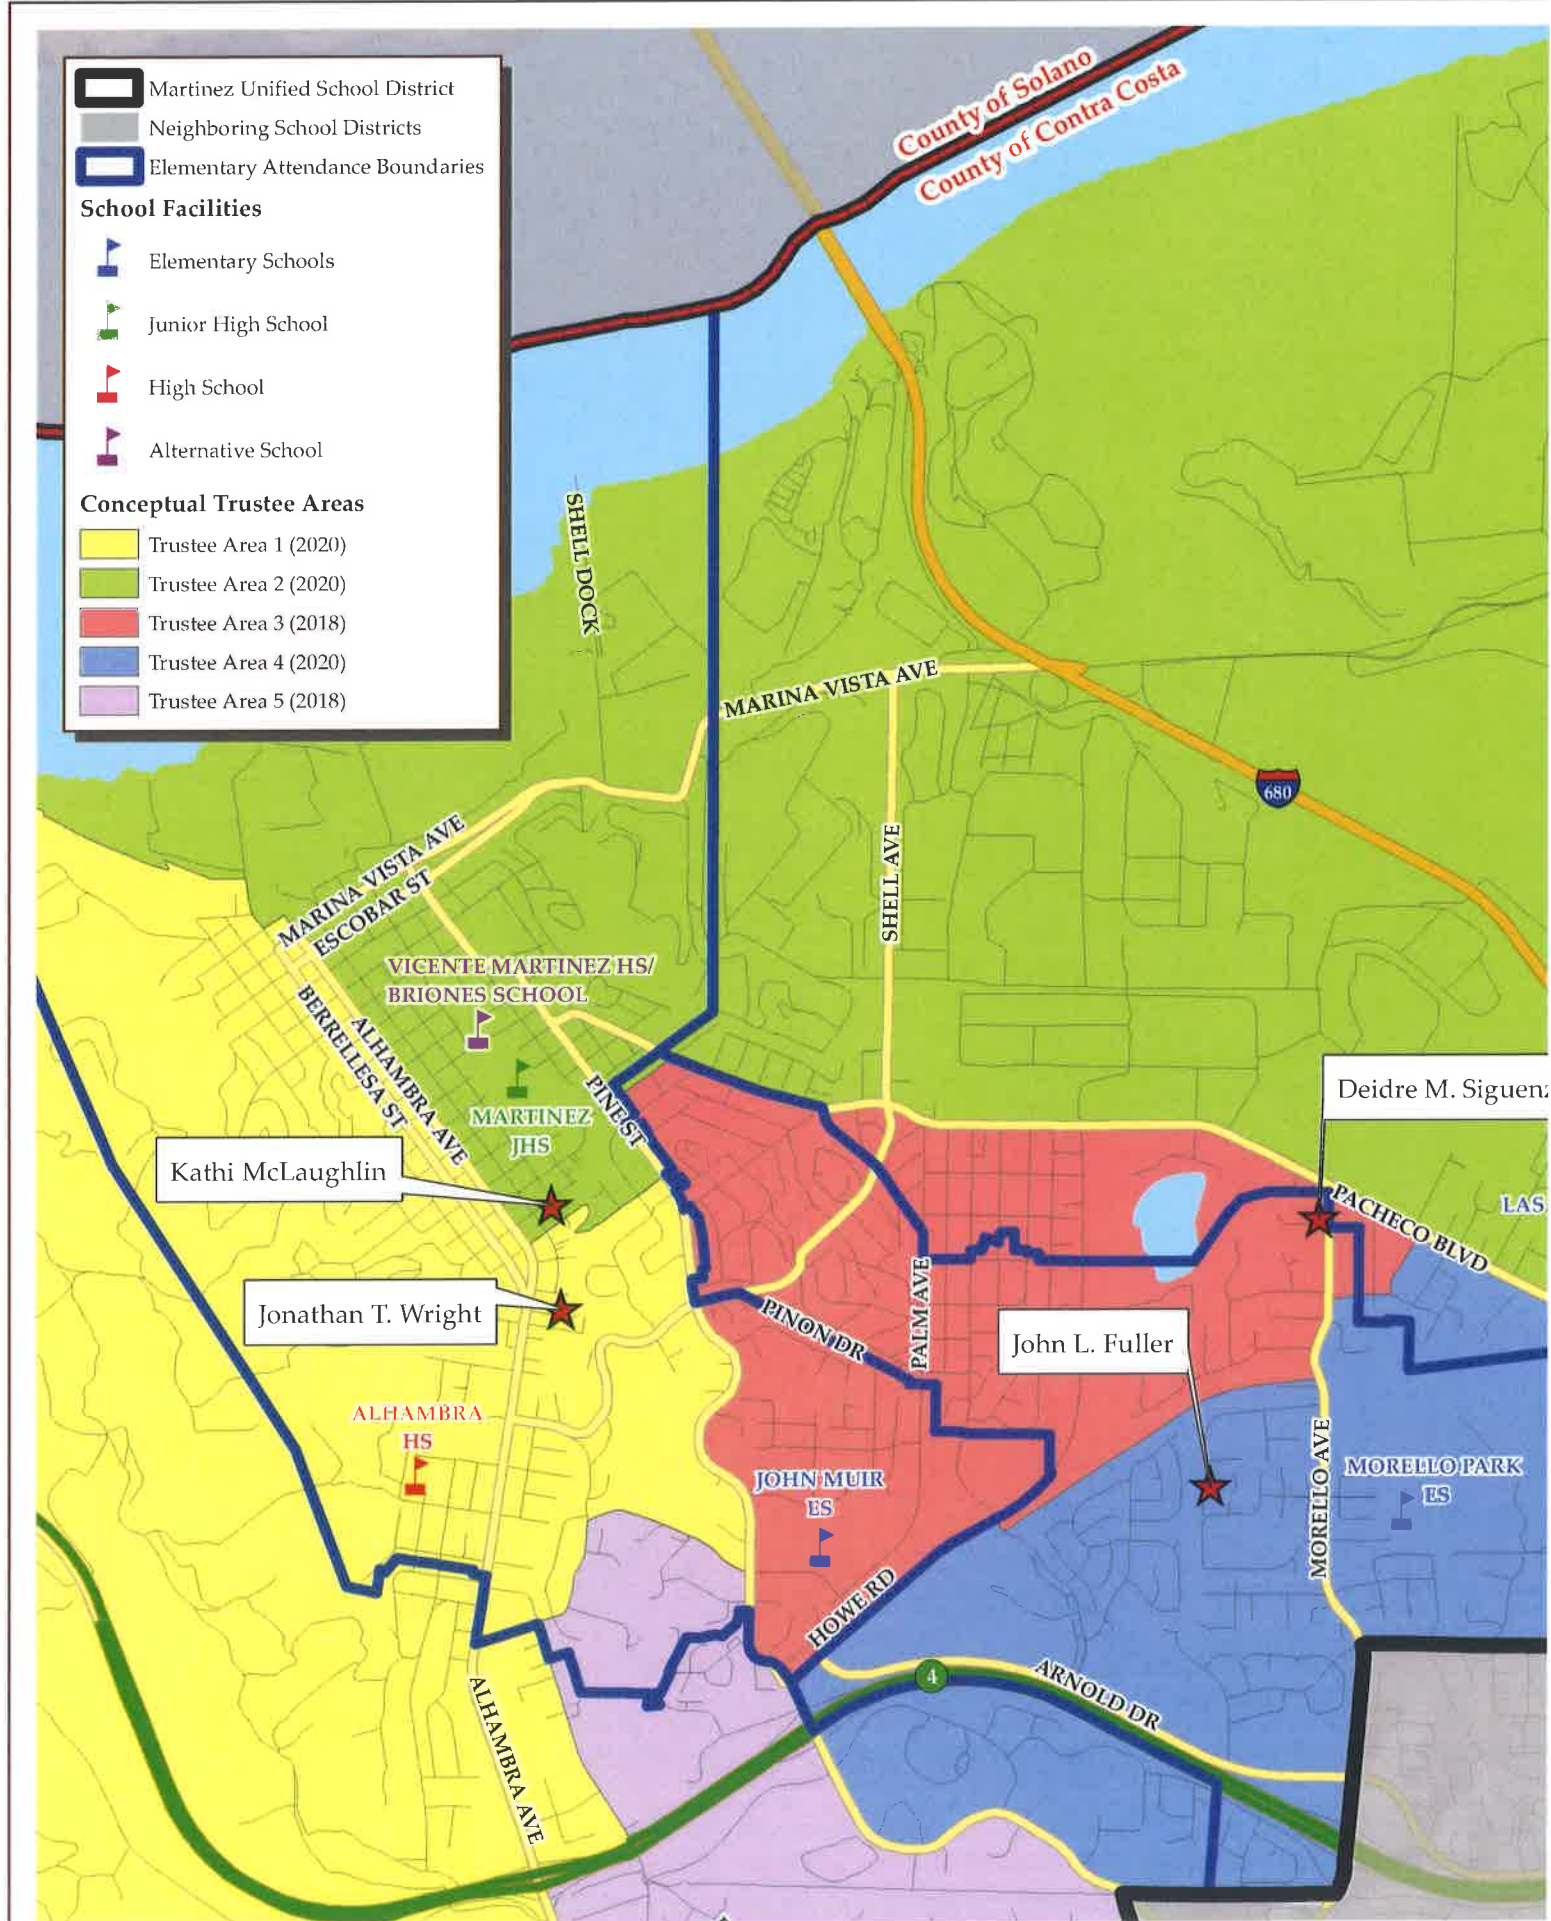 Martinez Unified School District
Neighboring School Districts
Elementary Attendance Boundaries
School Facilities
Elementary Schools
Junior High School
High School
Alternative School
Conceptual Trustee Areas
Trustee Area 1 (2020)
Trustee Area 2 (2020)
Trustee Area 3 (2018)
Trustee Area 4 (2020)
Trustee Area 5 (2018)
County of Solano
County of Contra Costa
SHELL DOCK
MARINA VISTA AVE
680
MARINA VISTA AVE
ESCOBAR ST
SHELL AVE
VICENTE MARTINEZ HS/
BRIONES SCHOOL
BERRELLESA ST
ALHAMBRA AVE
PINE ST
MARTINEZ
JHS
Deidre M. Siguenz
Kathi McLaughlin
PACHECO BLVD
LAS
Jonathan T. Wright
PINON DR
PALM AVE
John L. Fuller
ALHAMBRA
HS
JOHN MUIR
ES
MORELLO AVE
MORELLO PARK
ES
HOWE RD
4
ARNOLD DR
ALHAMBRA AVE